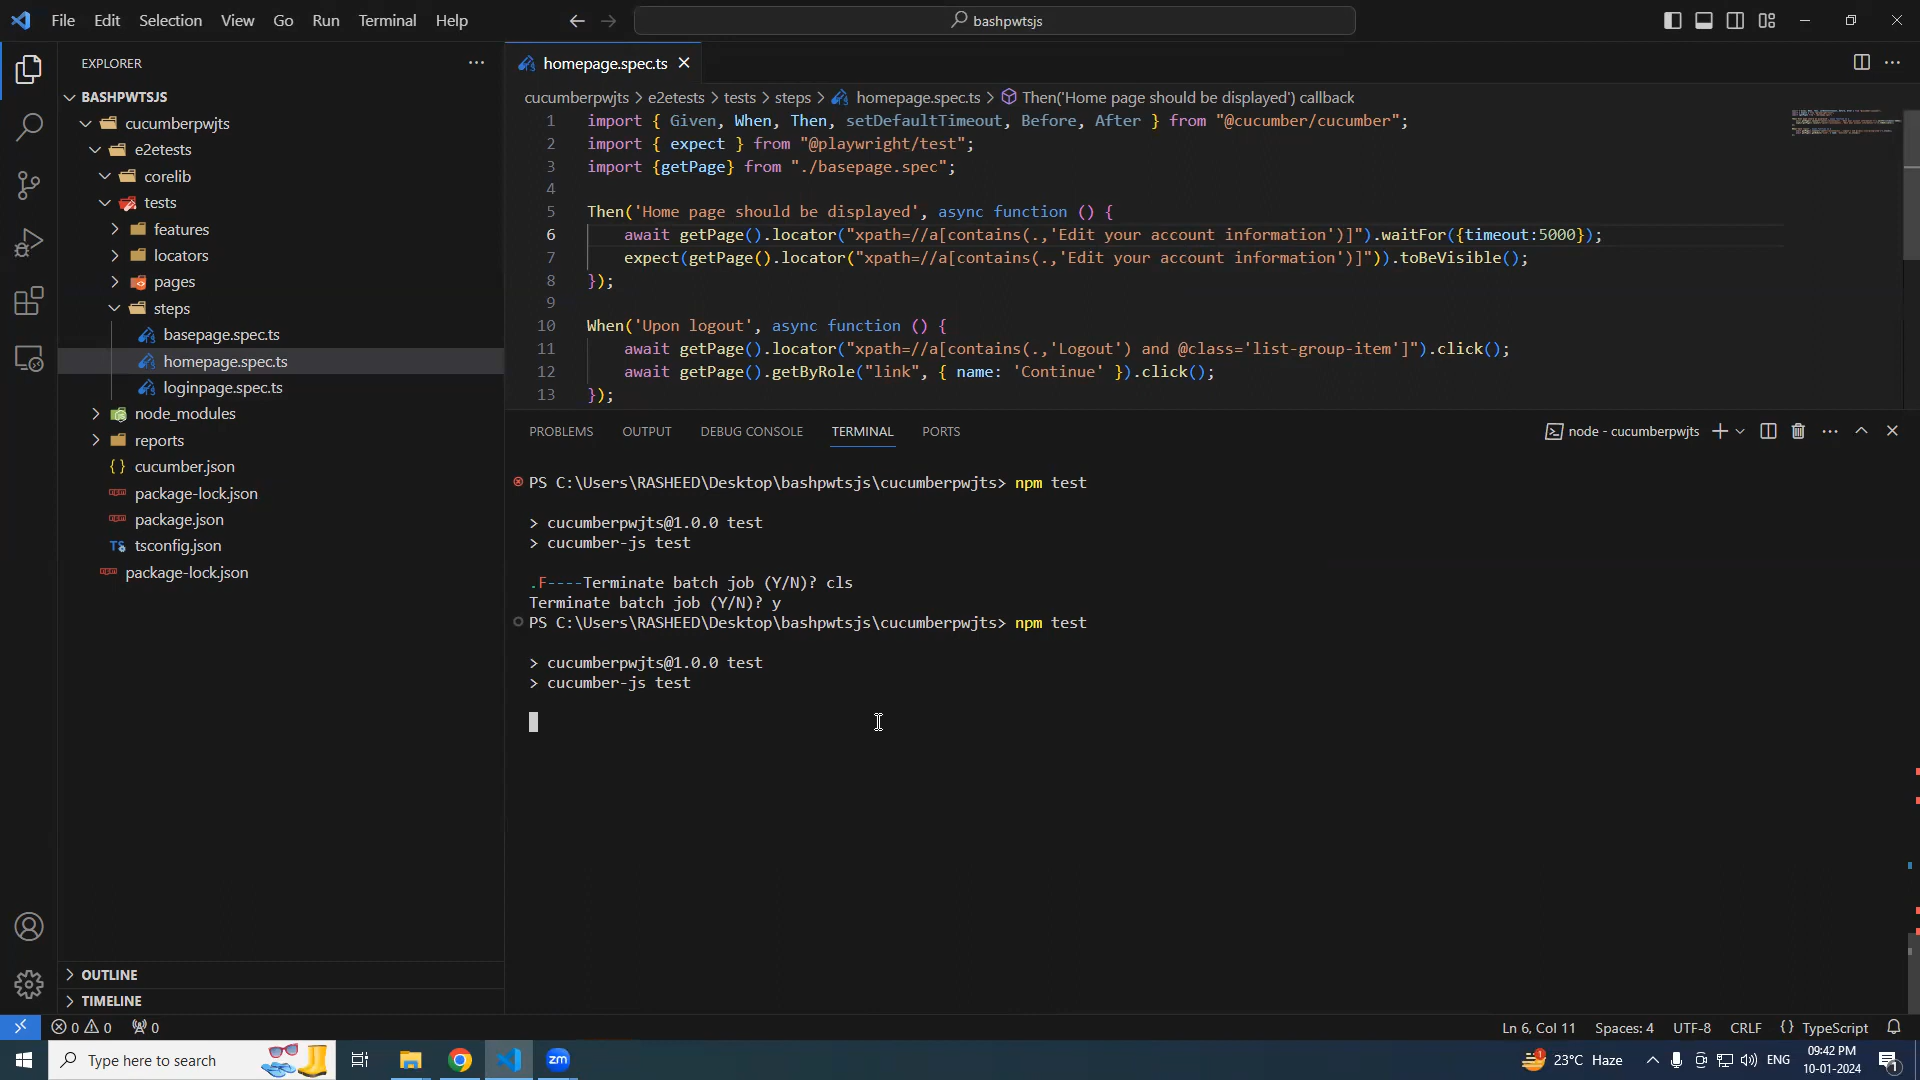 File Edit Selection View Go Run Terminal Help
bashpwtsjs
EXPLORER
BASHPWTSJS
cucumberpwjts
e2etests
corelib
tests
features
locators
pages
steps
basepage.spec.ts
homepage.spec.ts
loginpage.spec.ts
node_modules
reports
cucumber.json
package-lock.json
package.json
tsconfig.json
package-lock.json
OUTLINE
TIMELINE
homepage.spec.ts
cucumberpwjts > e2etests > tests > steps > homepage.spec.ts > Then('Home page should be displayed') callback
1 import { Given, When, Then, setDefaultTimeout, Before, After } from "@cucumber/cucumber";
2 import { expect } from "@playwright/test";
3 import {getPage} from "./basepage.spec";
4
5 Then('Home page should be displayed', async function () {
6 await getPage().locator("xpath=//a[contains(.,'Edit your account information')]").waitFor({timeout:5000});
7 expect(getPage().locator("xpath=//a[contains(.,'Edit your account information')]")).toBeVisible();
8 });
9
10 When('Upon logout', async function () {
11 await getPage().locator("xpath=//a[contains(.,'Logout') and @class='list-group-item']").click();
12 await getPage().getByRole("link", { name: 'Continue' }).click();
13 });
PROBLEMS OUTPUT DEBUG CONSOLE TERMINAL PORTS
node - cucumberpwjts
PS C:\Users\RASHEED\Desktop\bashpwtsjs\cucumberpwjts> npm test
> cucumberpwjts@1.0.0 test
> cucumber-js test
.F----Terminate batch job (Y/N)? cls
Terminate batch job (Y/N)? y
PS C:\Users\RASHEED\Desktop\bashpwtsjs\cucumberpwjts> npm test
> cucumberpwjts@1.0.0 test
> cucumber-js test
0 0 0
Ln 6, Col 11 Spaces: 4 UTF-8 CRLF {} TypeScript
Type here to search
zm
1
23°C Haze
ENG
09:42 PM
10-01-2024
1